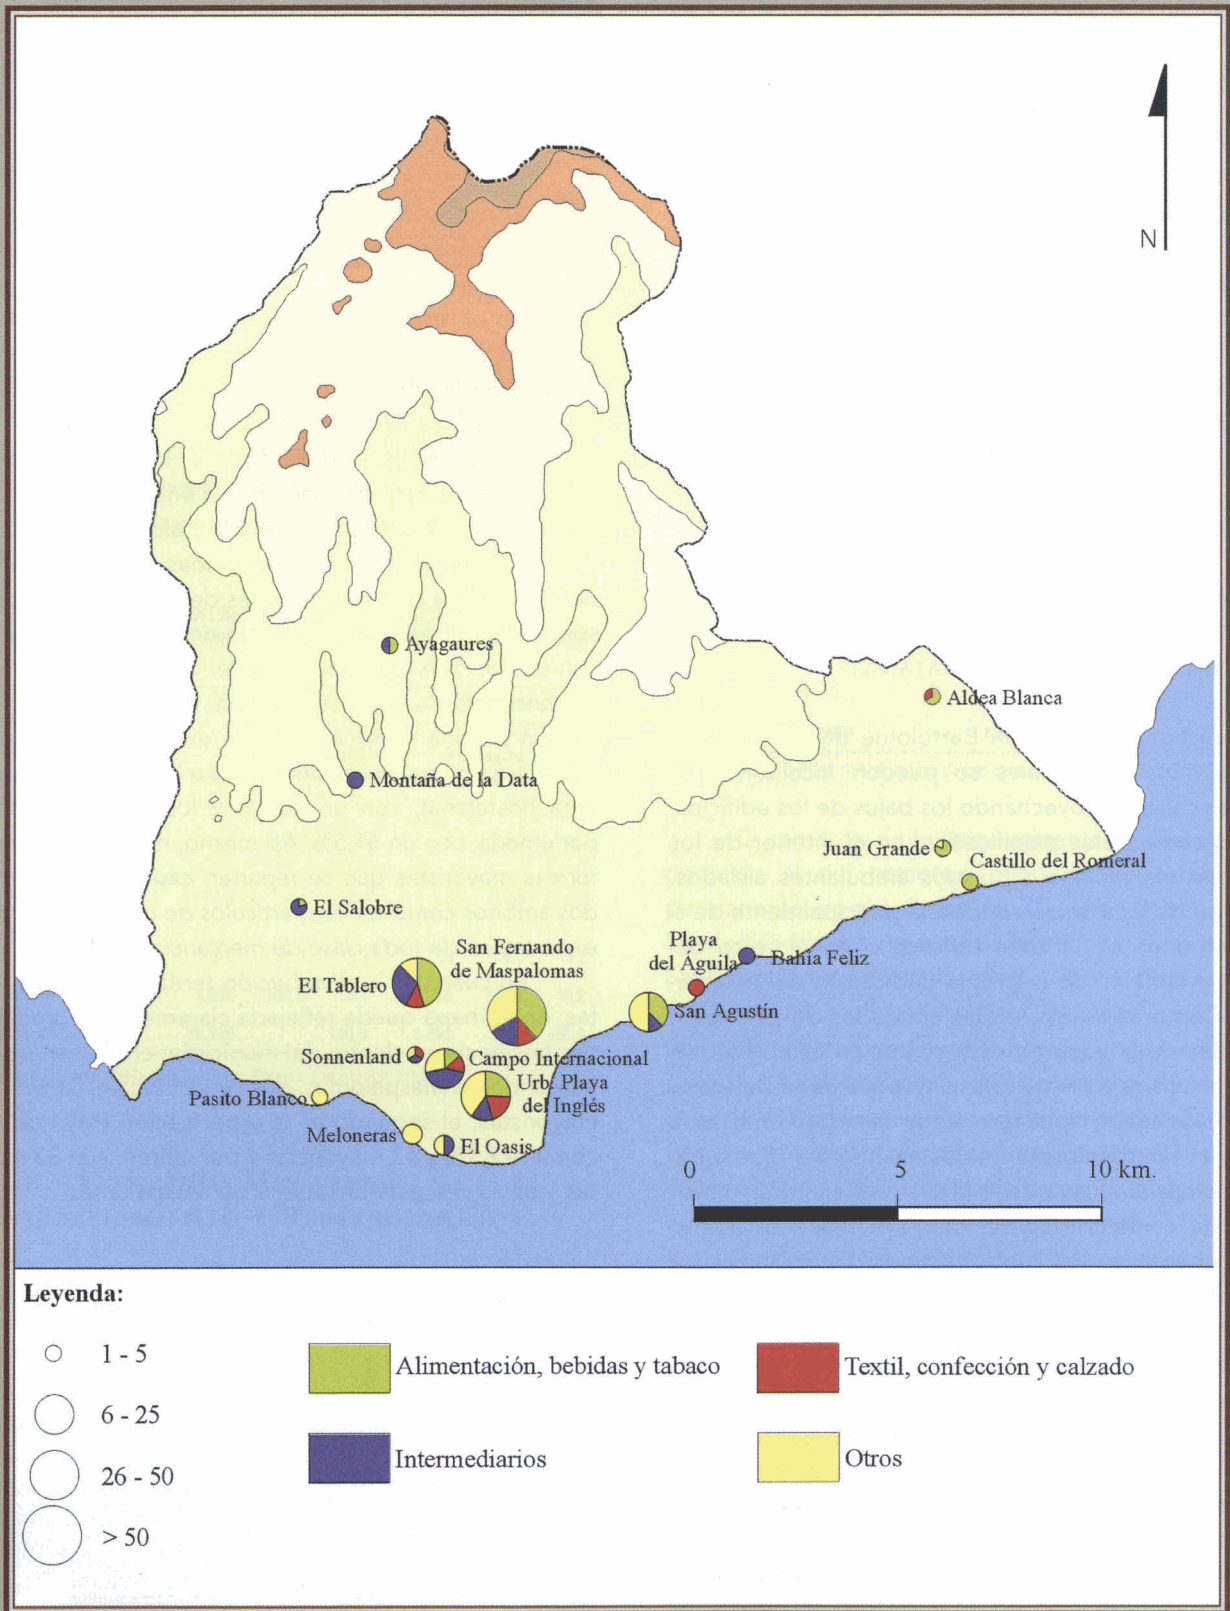 N
Ayagaures
Aldea Blanca
Montaña de la Data
Juan Grande
Castillo del Romeral
El Salobre
Playa
del Águila
Bahía Feliz
San Fernando
de Maspalomas
El Tablero
San Agustín
Sonnenland
Campo Internacional
Urb. Playa
del Inglés
Pasito Blanco
Meloneras
El Oasis
0 5 10 km.
Leyenda:
1 - 5
6 - 25
26 - 50
> 50
Alimentación, bebidas y tabaco
Textil, confección y calzado
Intermediarios
Otros